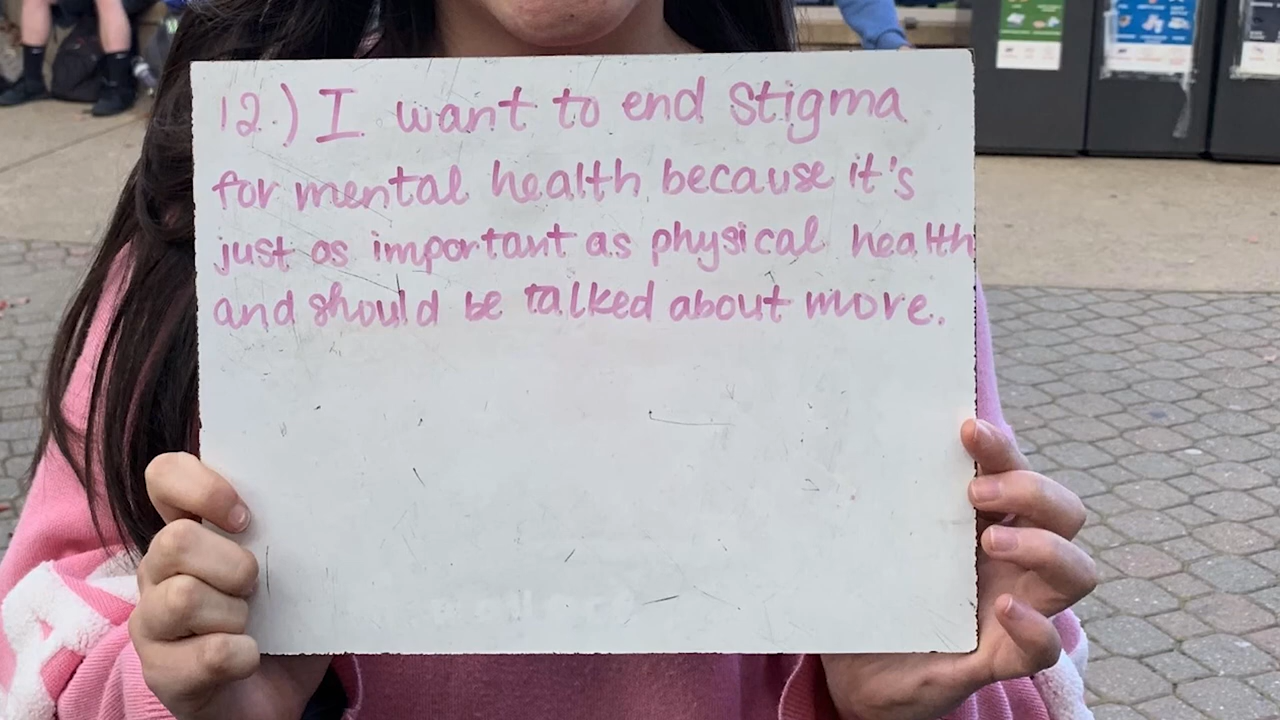 12.) I want to end stigma
for mental health because it's
just as important as physical health
and should be talked about more.